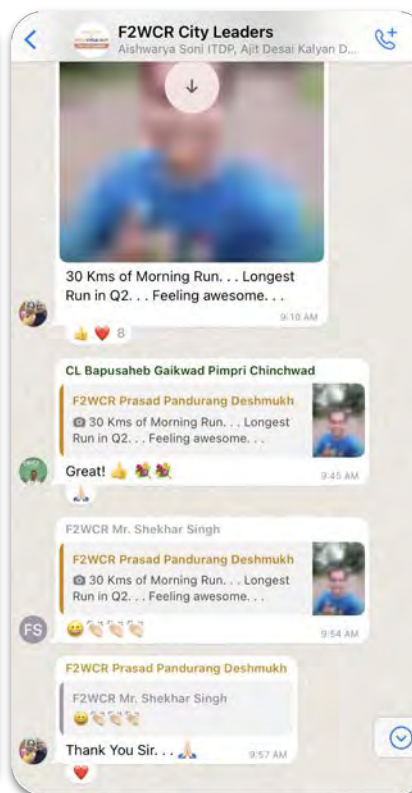 F2WCR City Leaders
Aishwarya Soni ITDP, Ajit Desai Kalyan D...
30 Kms of Morning Run. . . Longest
Run in Q2. . . Feeling awesome. . .
9:10 AM
👍 ❤️ 8
CL Bapusaheb Gaikwad Pimpri Chinchwad
F2WCR Prasad Pandurang Deshmukh
📷 30 Kms of Morning Run. . . Longest
Run in Q2. . . Feeling awesome. . .
Great! 👍 💐 💐
9:45 AM
🙏🏻
F2WCR Mr. Shekhar Singh
F2WCR Prasad Pandurang Deshmukh
📷 30 Kms of Morning Run. . . Longest
Run in Q2. . . Feeling awesome. . .
FS
😀👏🏻👏🏻👏🏻
9:54 AM
F2WCR Prasad Pandurang Deshmukh
F2WCR Mr. Shekhar Singh
😀👏🏻👏🏻👏🏻
Thank You Sir. . . 🙏🏻
9:57 AM
❤️